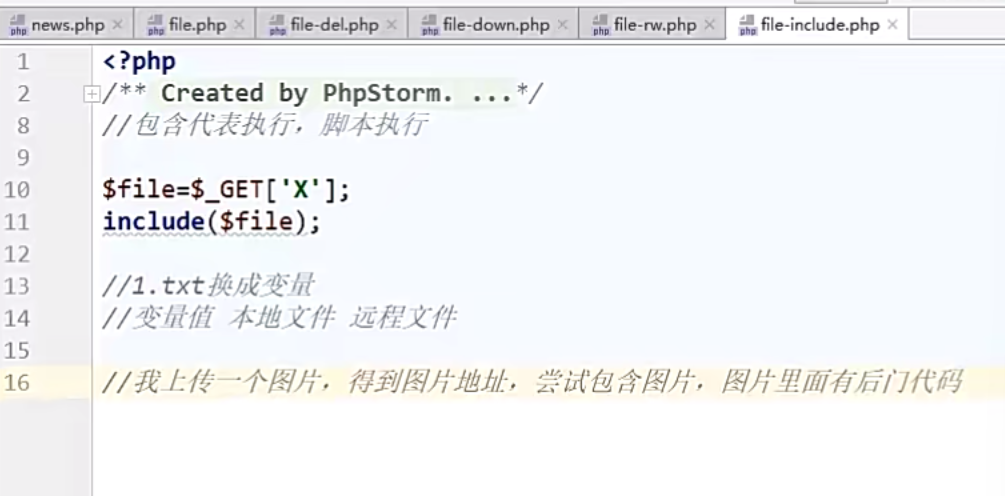 news.php file.php file-del.php file-down.php file-rw.php file-include.php
1 <?php
2 /** Created by PhpStorm. ...*/
8 //包含代表执行，脚本执行
9
10 $file=$_GET['X'];
11 include($file);
12
13 //1.txt换成变量
14 //变量值 本地文件 远程文件
15
16 //我上传一个图片，得到图片地址，尝试包含图片，图片里面有后门代码